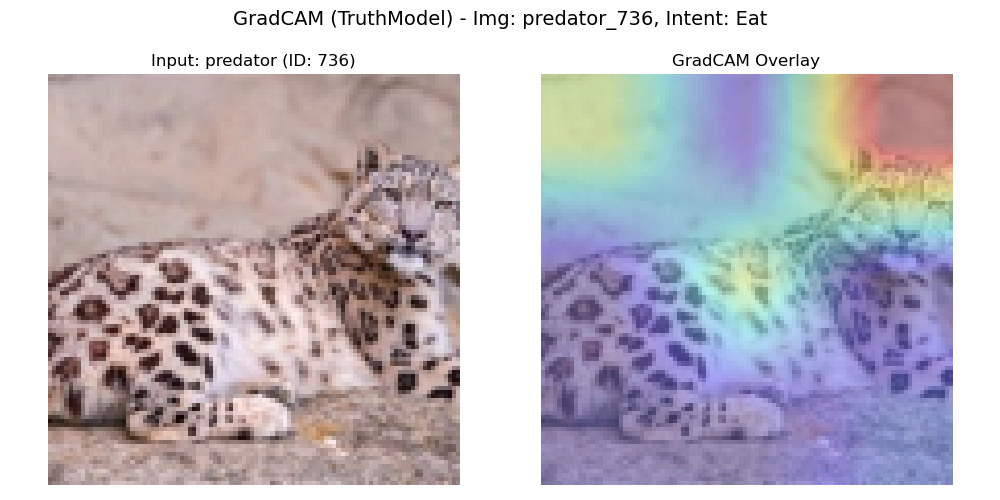 GradCAM (TruthModel) - Img: predator_736, Intent: Eat
Input: predator (ID: 736)
GradCAM Overlay